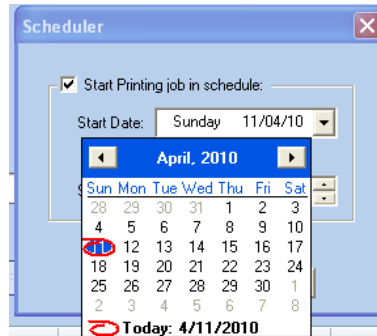 Scheduler
Start Printing job in schedule:
Start Date: Sunday 11/04/10
April, 2010
Sun Mon Tue Wed Thu Fri Sat
28 29 30 31 1 2 3
4 5 6 7 8 9 10
11 12 13 14 15 16 17
18 19 20 21 22 23 24
25 26 27 28 29 30 1
2 3 4 5 6 7 8
Today: 4/11/2010